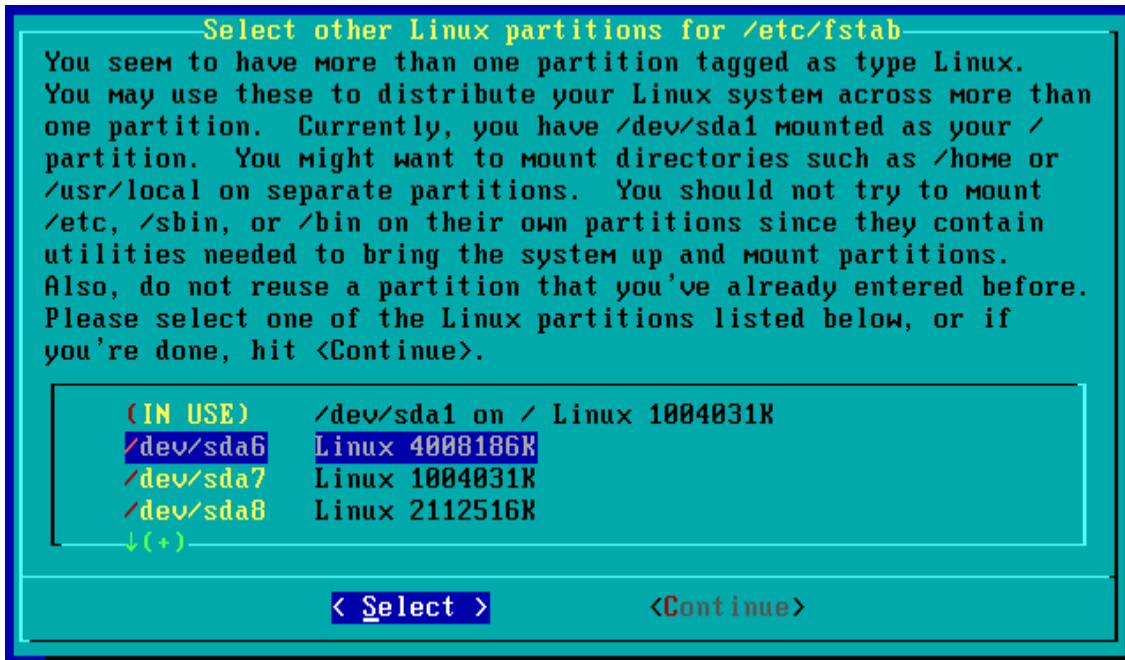 Select other Linux partitions for /etc/fstab
You seem to have more than one partition tagged as type Linux.
You may use these to distribute your Linux system across more than
one partition.  Currently, you have /dev/sda1 mounted as your /
partition.  You might want to mount directories such as /home or
/usr/local on separate partitions.  You should not try to mount
/etc, /sbin, or /bin on their own partitions since they contain
utilities needed to bring the system up and mount partitions.
Also, do not reuse a partition that you've already entered before.
Please select one of the Linux partitions listed below, or if
you're done, hit <Continue>.
(IN USE)    /dev/sda1 on / Linux 1004031K
/dev/sda6   Linux 4008186K
/dev/sda7   Linux 1004031K
/dev/sda8   Linux 2112516K
↓(+)
< Select >    <Continue>